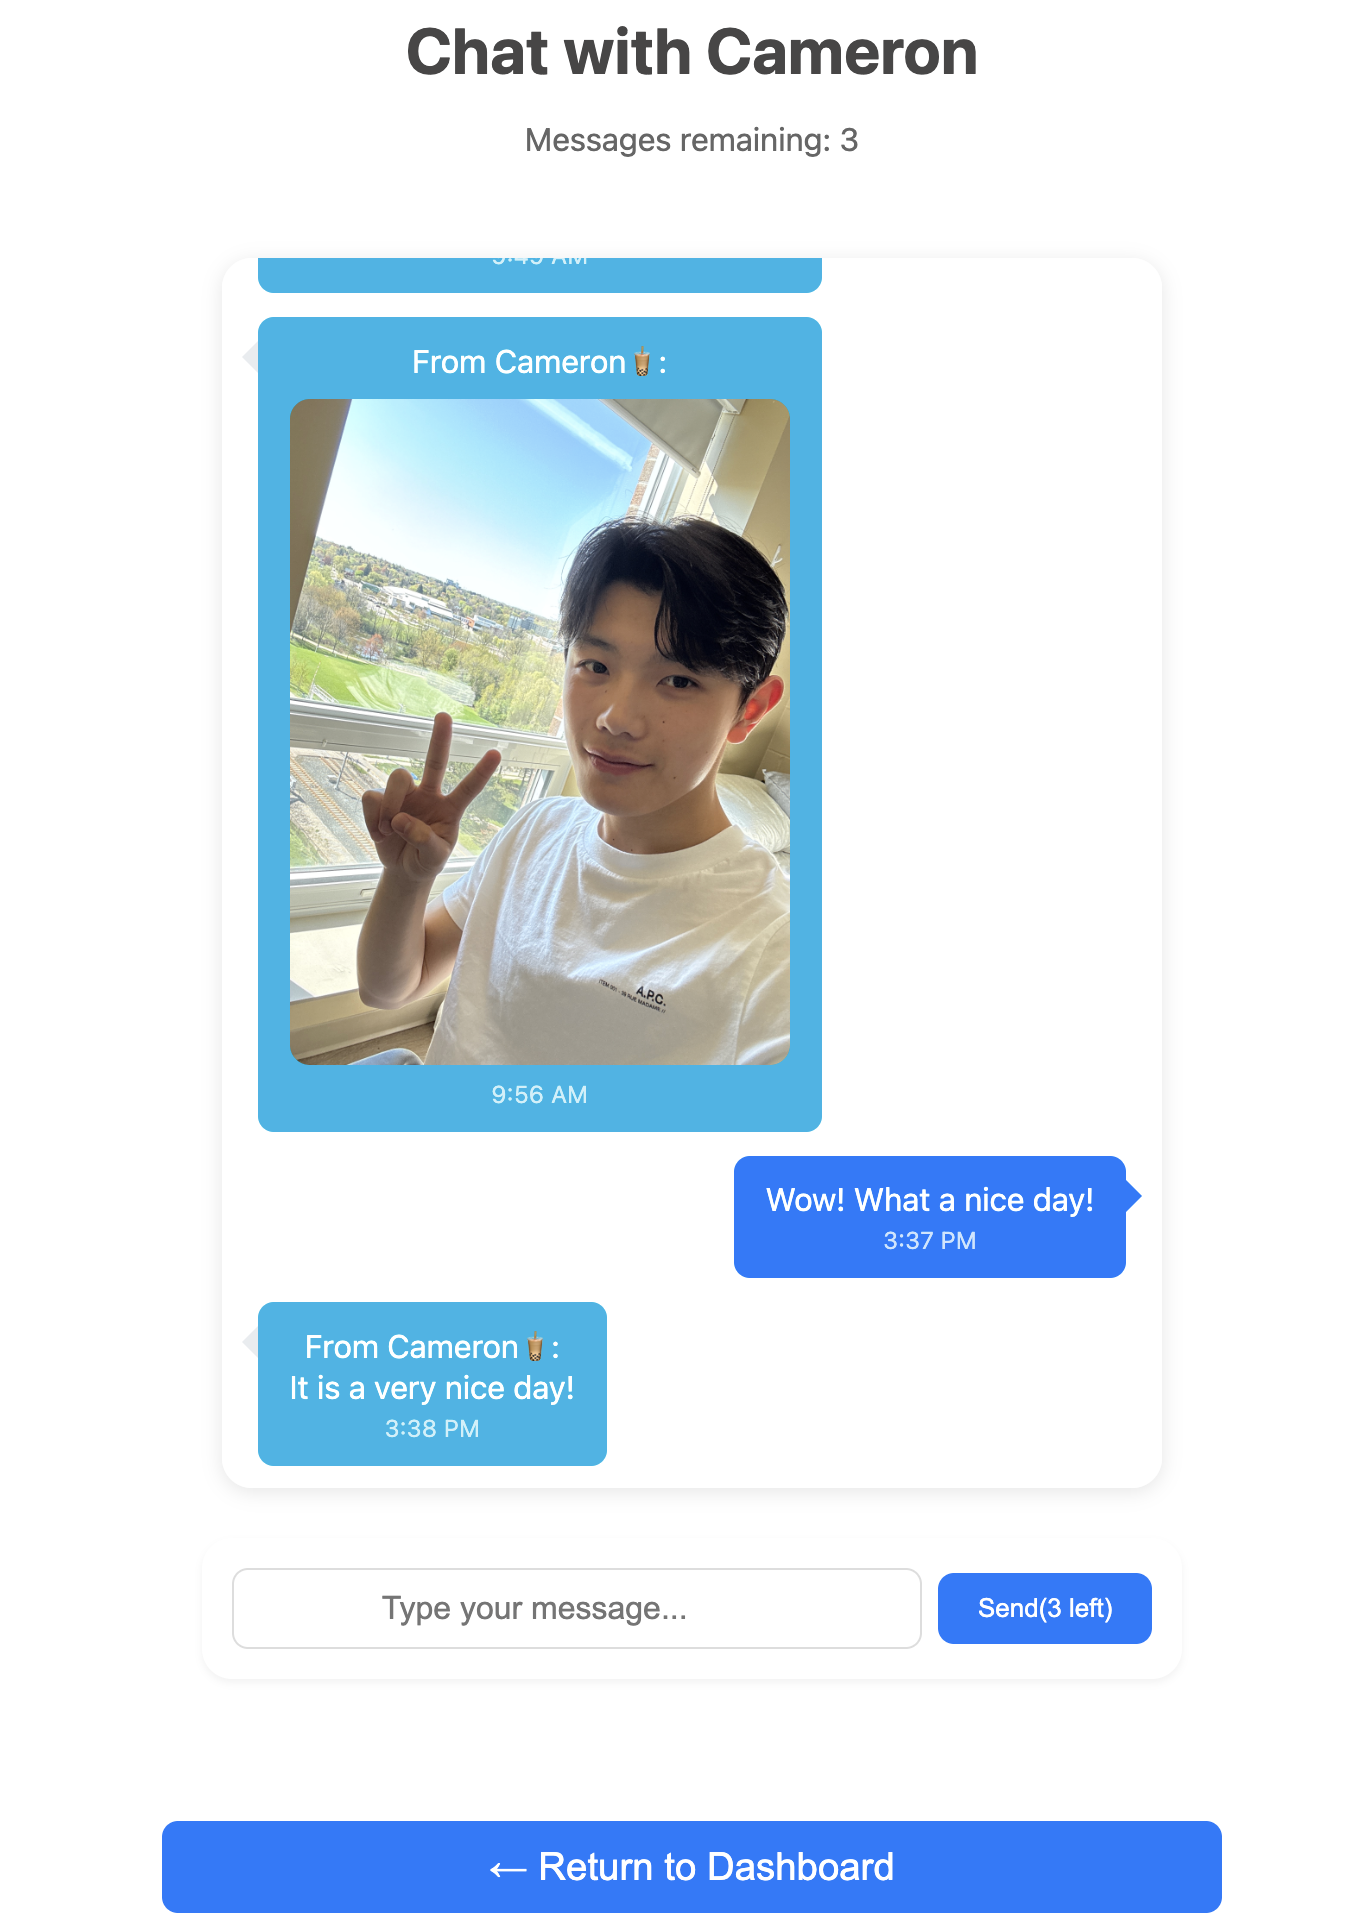 Chat with Cameron
Messages remaining: 3
From Cameron🧋:
A.P.C.
9:56 AM
Wow! What a nice day!
3:37 PM
From Cameron🧋:
It is a very nice day!
3:38 PM
Type your message...
Send(3 left)
← Return to Dashboard